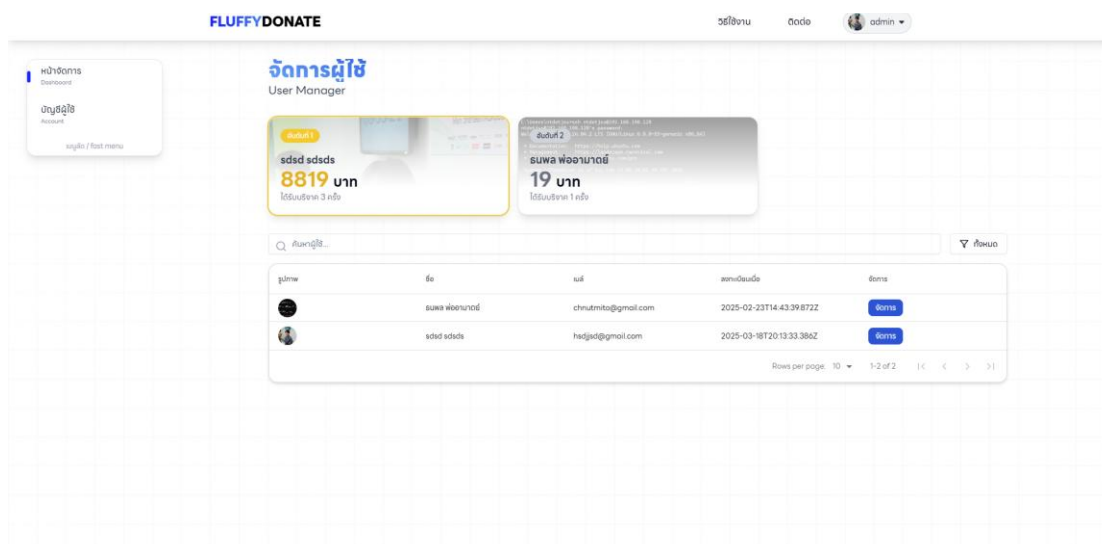 FLUFFYDONATE
วิธีใช้งาน
ติดต่อ
admin
หน้าจัดการ
Dashboard
บัญชีผู้ใช้
Account
เมนูลัด / fast menu
จัดการผู้ใช้
User Manager
อันดับที่ 1
sdsd sdsds
8819 บาท
ได้รับบริจาค 3 ครั้ง
อันดับที่ 2
ธนพล พ่ออามาตย์
19 บาท
ได้รับบริจาค 1 ครั้ง
ค้นหาผู้ใช้...
ทั้งหมด
รูปภาพ ชื่อ เมล์ ลงทะเบียนเมื่อ จัดการ
ธนพล พ่ออามาตย์ chnutmita@gmail.com 2025-02-23T14:43:39.872Z จัดการ
sdsd sdsds hsdjjsd@gmail.com 2025-03-18T20:13:33.386Z จัดการ
Rows per page: 10 1-2 of 2